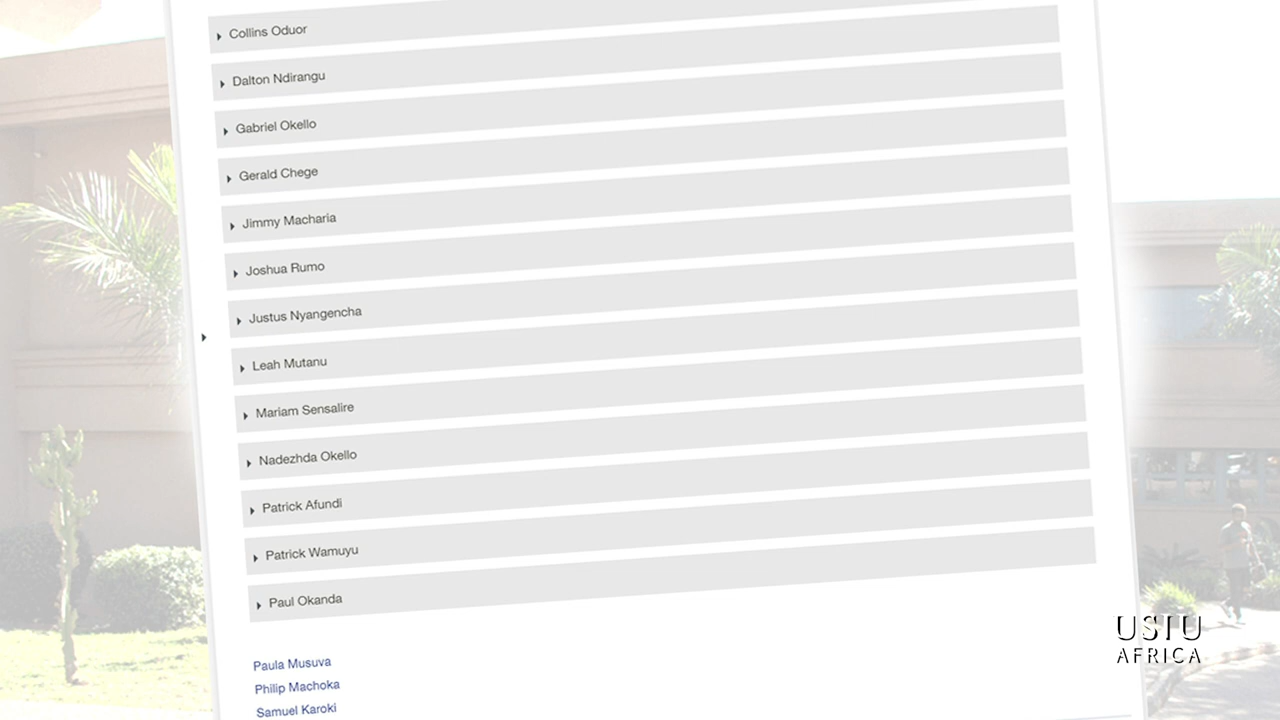 Collins Oduor
Dalton Ndirangu
Gabriel Okello
Gerald Chege
Jimmy Macharia
Joshua Rumo
Justus Nyangencha
Leah Mutanu
Mariam Sensalire
Nadezhda Okello
Patrick Afundi
Patrick Wamuyu
Paul Okanda
Paula Musuva
Philip Machoka
Samuel Karoki
USIU
AFRICA